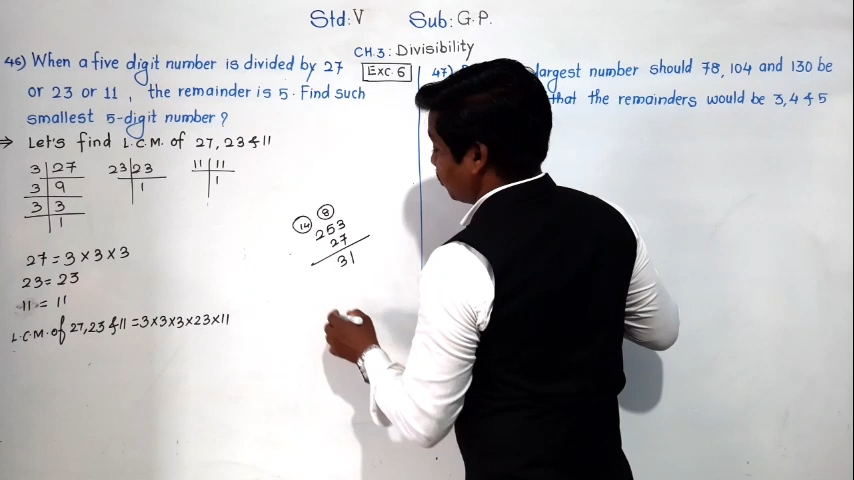 Std: V Sub: G.P.
CH.3: Divisibility
46) When a five digit number is divided by 27
or 23 or 11, the remainder is 5. Find such
smallest 5-digit number?
⇒ Let's find L.C.M. of 27, 23 & 11
3 27
3 9
3 3
1
23 23
1
11 11
1
27 = 3 × 3 × 3
23 = 23
11 = 11
L.C.M. of 27, 23 & 11 = 3×3×3×23×11
14 8
253
27
31
EXC. 6
47)
largest number should 78, 104 and 130 be
that the remainders would be 3, 4 & 5